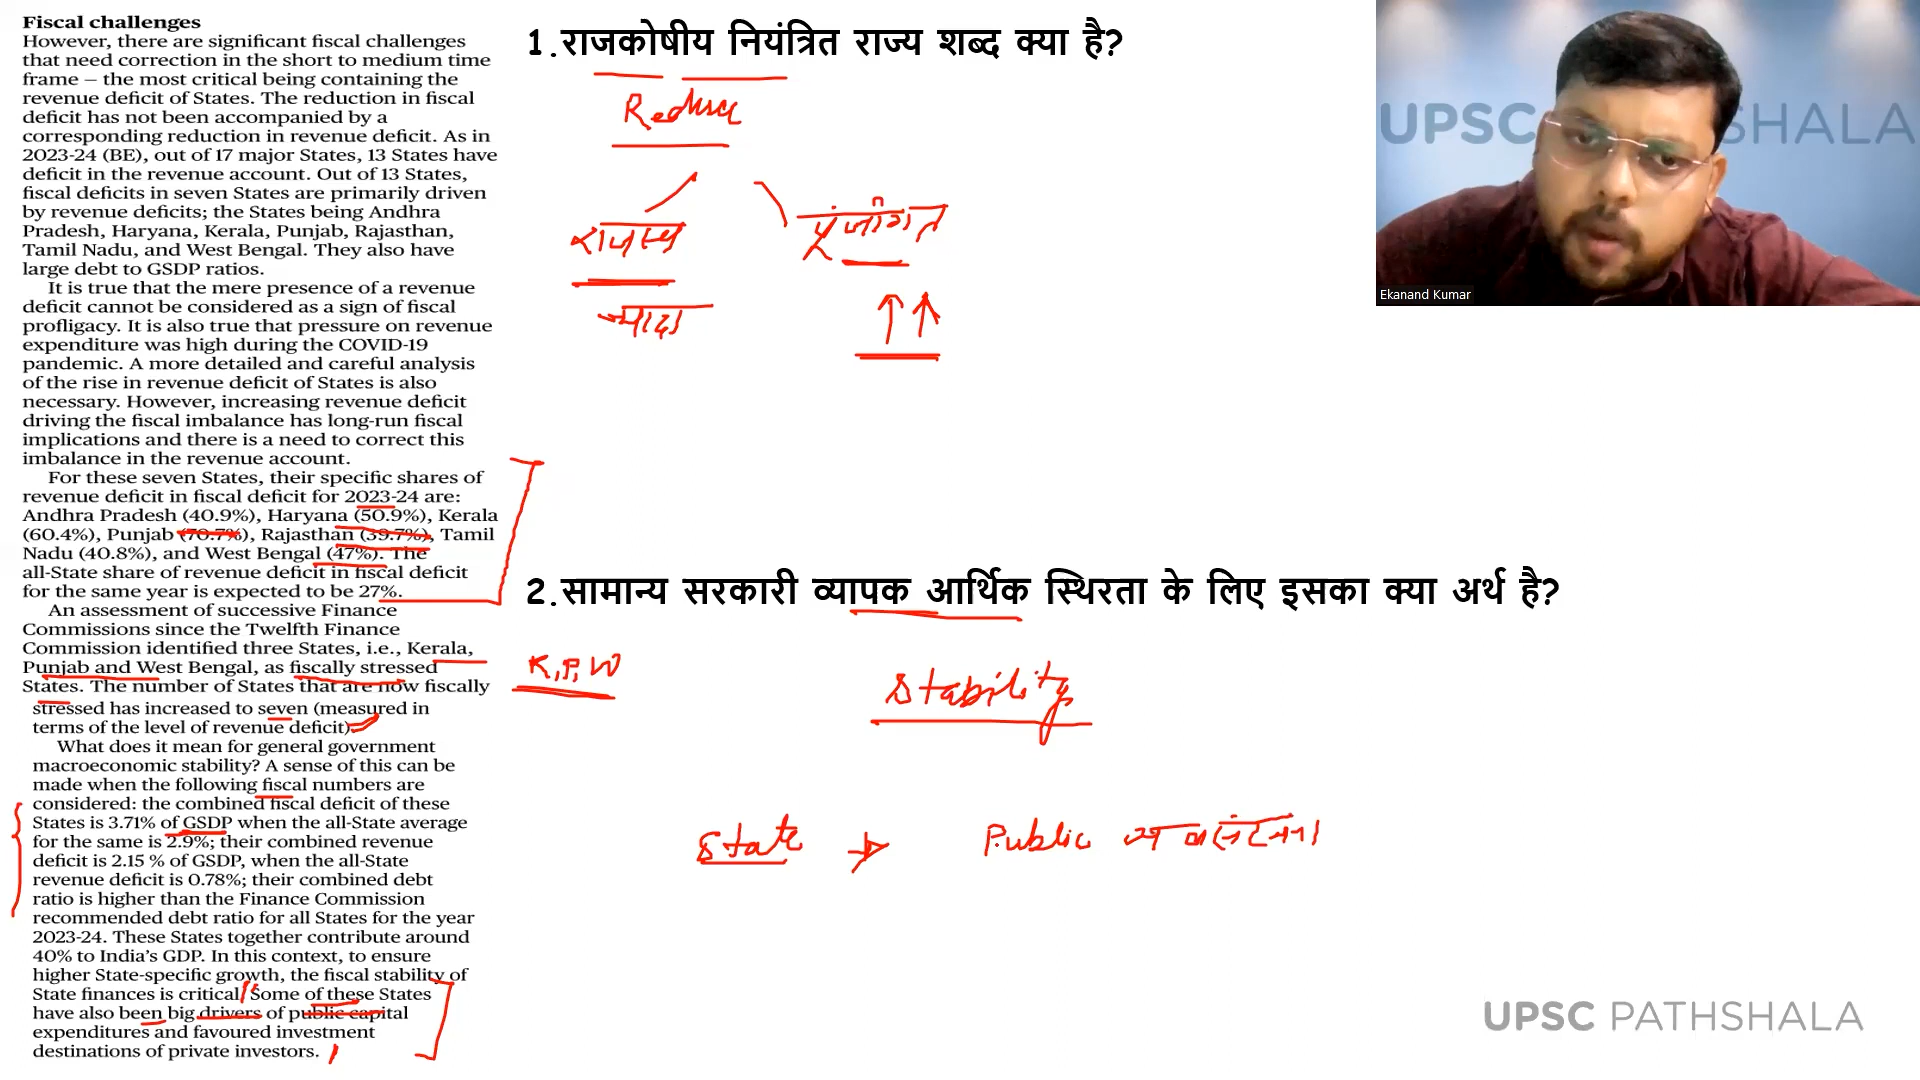 Fiscal challenges
However, there are significant fiscal challenges
that need correction in the short to medium time
frame – the most critical being containing the
revenue deficit of States. The reduction in fiscal
deficit has not been accompanied by a
corresponding reduction in revenue deficit. As in
2023-24 (BE), out of 17 major States, 13 States have
deficit in the revenue account. Out of 13 States,
fiscal deficits in seven States are primarily driven
by revenue deficits; the States being Andhra
Pradesh, Haryana, Kerala, Punjab, Rajasthan,
Tamil Nadu, and West Bengal. They also have
large debt to GSDP ratios.
It is true that the mere presence of a revenue
deficit cannot be considered as a sign of fiscal
profligacy. It is also true that pressure on revenue
expenditure was high during the COVID-19
pandemic. A more detailed and careful analysis
of the rise in revenue deficit of States is also
necessary. However, increasing revenue deficit
driving the fiscal imbalance has long-run fiscal
implications and there is a need to correct this
imbalance in the revenue account.
For these seven States, their specific shares of
revenue deficit in fiscal deficit for 2023-24 are:
Andhra Pradesh (40.9%), Haryana (50.9%), Kerala
(60.4%), Punjab (70.7%), Rajasthan (39.7%), Tamil
Nadu (40.8%), and West Bengal (47%). The
all-State share of revenue deficit in fiscal deficit
for the same year is expected to be 27%.
An assessment of successive Finance
Commissions since the Twelfth Finance
Commission identified three States, i.e., Kerala,
Punjab and West Bengal, as fiscally stressed
States. The number of States that are now fiscally
stressed has increased to seven (measured in
terms of the level of revenue deficit).
What does it mean for general government
macroeconomic stability? A sense of this can be
made when the following fiscal numbers are
considered: the combined fiscal deficit of these
States is 3.71% of GSDP when the all-State average
for the same is 2.9%; their combined revenue
deficit is 2.15 % of GSDP, when the all-State
revenue deficit is 0.78%; their combined debt
ratio is higher than the Finance Commission
recommended debt ratio for all States for the year
2023-24. These States together contribute around
40% to India's GDP. In this context, to ensure
higher State-specific growth, the fiscal stability of
State finances is critical. Some of these States
have also been big drivers of public capital
expenditures and favoured investment
destinations of private investors.
1.राजकोषीय नियंत्रित राज्य शब्द क्या है?
Reduce
राजस्व पूंजीगत
ज्यादा
2.सामान्य सरकारी व्यापक आर्थिक स्थिरता के लिए इसका क्या अर्थ है?
K, P, W
Stability
State Public
UPSC PATHSHALA
Ekanand Kumar
UPSC PATHSHALA